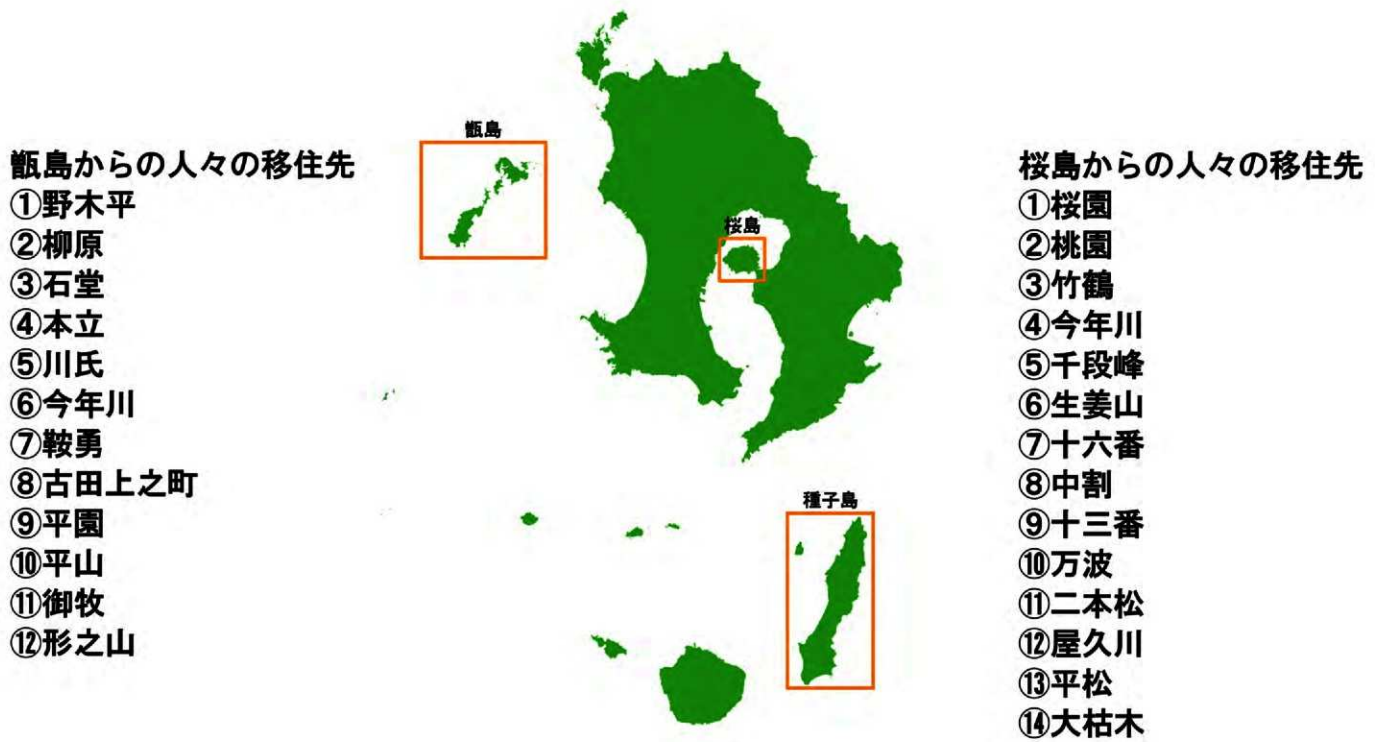 甑島からの人々の移住先
①野木平
②柳原
③石堂
④本立
⑤川氏
⑥今年川
⑦鞍勇
⑧古田上之町
⑨平園
⑩平山
⑪御牧
⑫形之山
甑島
桜島
種子島
桜島からの人々の移住先
①桜園
②桃園
③竹鶴
④今年川
⑤千段峰
⑥生姜山
⑦十六番
⑧中割
⑨十三番
⑩万波
⑪二本松
⑫屋久川
⑬平松
⑭大枯木